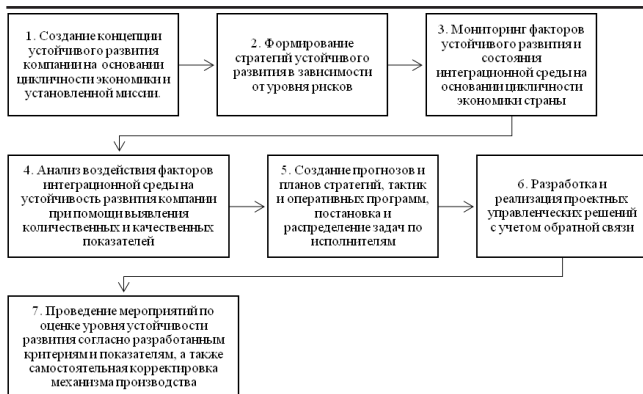 1. Создание концепции
устойчивого развития
компании на основании
цикличности экономики и
установленной миссии.
2. Формирование
стратегий устойчивого
развития в зависимости
от уровня рисков
3. Мониторинг факторов
устойчивого развития и
состояния
интеграционной среды на
основании цикличности
экономики страны
4. Анализ воздействия факторов
интеграционной среды на
устойчивость развития компании
при помощи выявления
количественных и качественных
показателей
5. Создание прогнозов и
планов стратегий, тактик
и оперативных программ,
постановка и
распределение задач по
исполнителям
6. Разработка и
реализация проектных
управленческих решений
с учетом обратной связи
7. Проведение мероприятий по
оценке уровня устойчивости
развития согласно разработанным
критериям и показателям, а также
самостоятельная корректировка
механизма производства